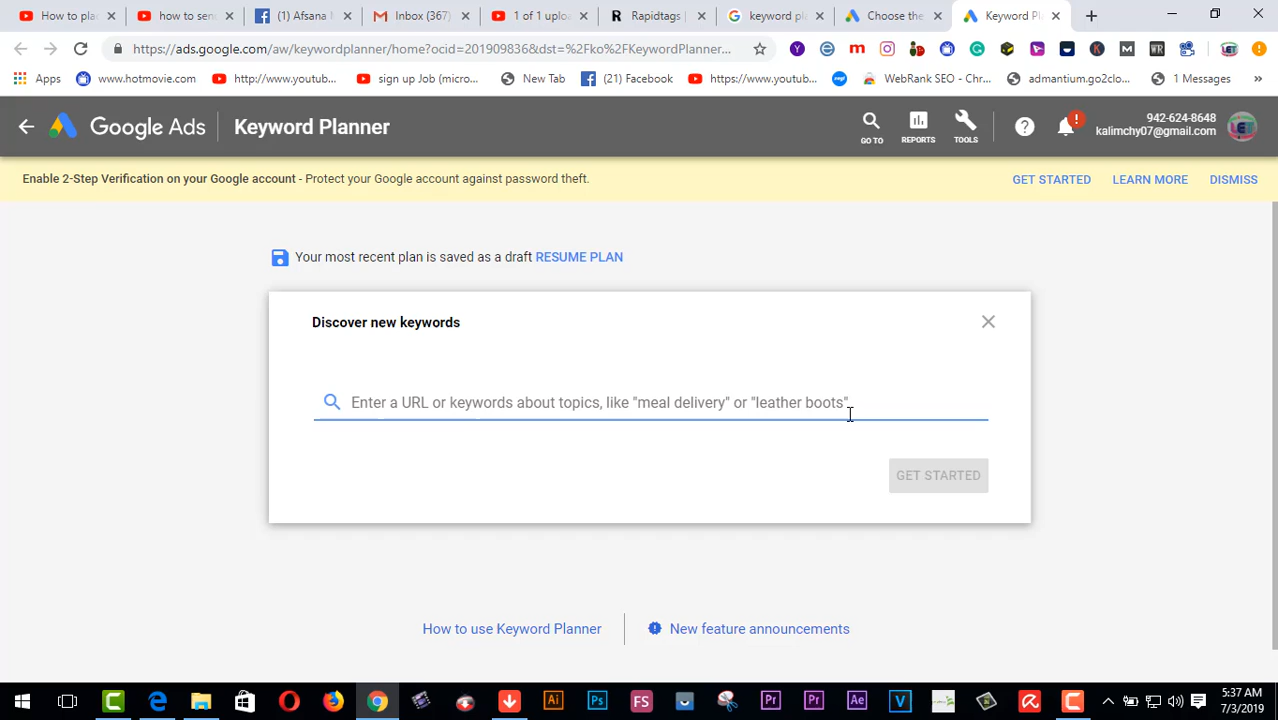 How to pla
how to sen
(1) Afsana
Inbox (367)
1 of 1 uploa
Rapidtags
keyword pl
Choose the
Keyword Pl
https://ads.google.com/aw/keywordplanner/home?ocid=201909836&dst=%2Fko%2FKeywordPlanner...
Apps
www.hotmovie.com
http://www.youtub...
sign up Job (micro...
New Tab
(21) Facebook
https://www.youtub...
WebRank SEO - Chr...
admantium.go2clo...
1 Messages
»
Google Ads
Keyword Planner
GO TO
REPORTS
TOOLS
942-624-8648
kalimchy07@gmail.com
Enable 2-Step Verification on your Google account - Protect your Google account against password theft.
GET STARTED
LEARN MORE
DISMISS
Your most recent plan is saved as a draft RESUME PLAN
Discover new keywords
Enter a URL or keywords about topics, like "meal delivery" or "leather boots".
GET STARTED
How to use Keyword Planner
New feature announcements
5:37 AM
7/3/2019